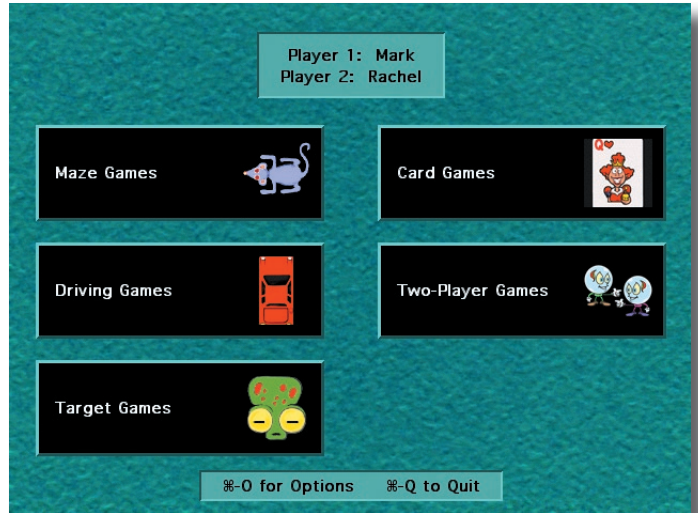 Player 1: Mark
Player 2: Rachel
Maze Games
Card Games
Q♥
Driving Games
Two-Player Games
Target Games
⌘-O for Options ⌘-Q to Quit